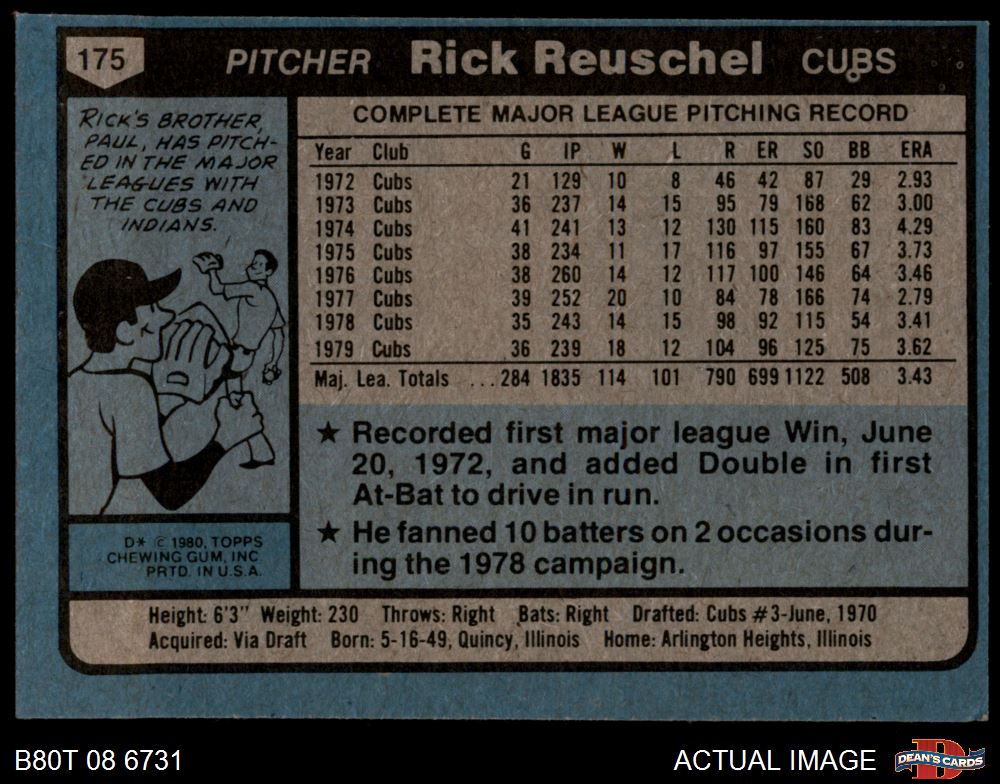 175 PITCHER Rick Reuschel CUBS
RICK'S BROTHER,
PAUL, HAS PITCH-
ED IN THE MAJOR
LEAGUES WITH
THE CUBS AND
INDIANS.
COMPLETE MAJOR LEAGUE PITCHING RECORD
Year Club G IP W L R ER SO BB ERA
1972 Cubs 21 129 10 8 46 42 87 29 2.93
1973 Cubs 36 237 14 15 95 79 168 62 3.00
1974 Cubs 41 241 13 12 130 115 160 83 4.29
1975 Cubs 38 234 11 17 116 97 155 67 3.73
1976 Cubs 38 260 14 12 117 100 146 64 3.46
1977 Cubs 39 252 20 10 84 78 166 74 2.79
1978 Cubs 35 243 14 15 98 92 115 54 3.41
1979 Cubs 36 239 18 12 104 96 125 75 3.62
Maj. Lea. Totals ...284 1835 114 101 790 699 1122 508 3.43
★ Recorded first major league Win, June
20, 1972, and added Double in first
At-Bat to drive in run.
★ He fanned 10 batters on 2 occasions dur-
ing the 1978 campaign.
D* © 1980, TOPPS
CHEWING GUM, INC
PRTD. IN U.S.A.
Height: 6'3" Weight: 230 Throws: Right Bats: Right Drafted: Cubs #3-June, 1970
Acquired: Via Draft Born: 5-16-49, Quincy, Illinois Home: Arlington Heights, Illinois
B80T 08 6731 ACTUAL IMAGE D DEAN'S CARDS